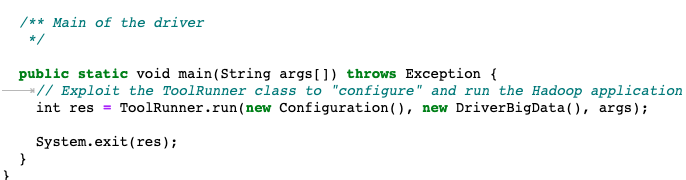 /** Main of the driver
*/
public static void main(String args[]) throws Exception {
// Exploit the ToolRunner class to "configure" and run the Hadoop application
int res = ToolRunner.run(new Configuration(), new DriverBigData(), args);
System.exit(res);
}
}